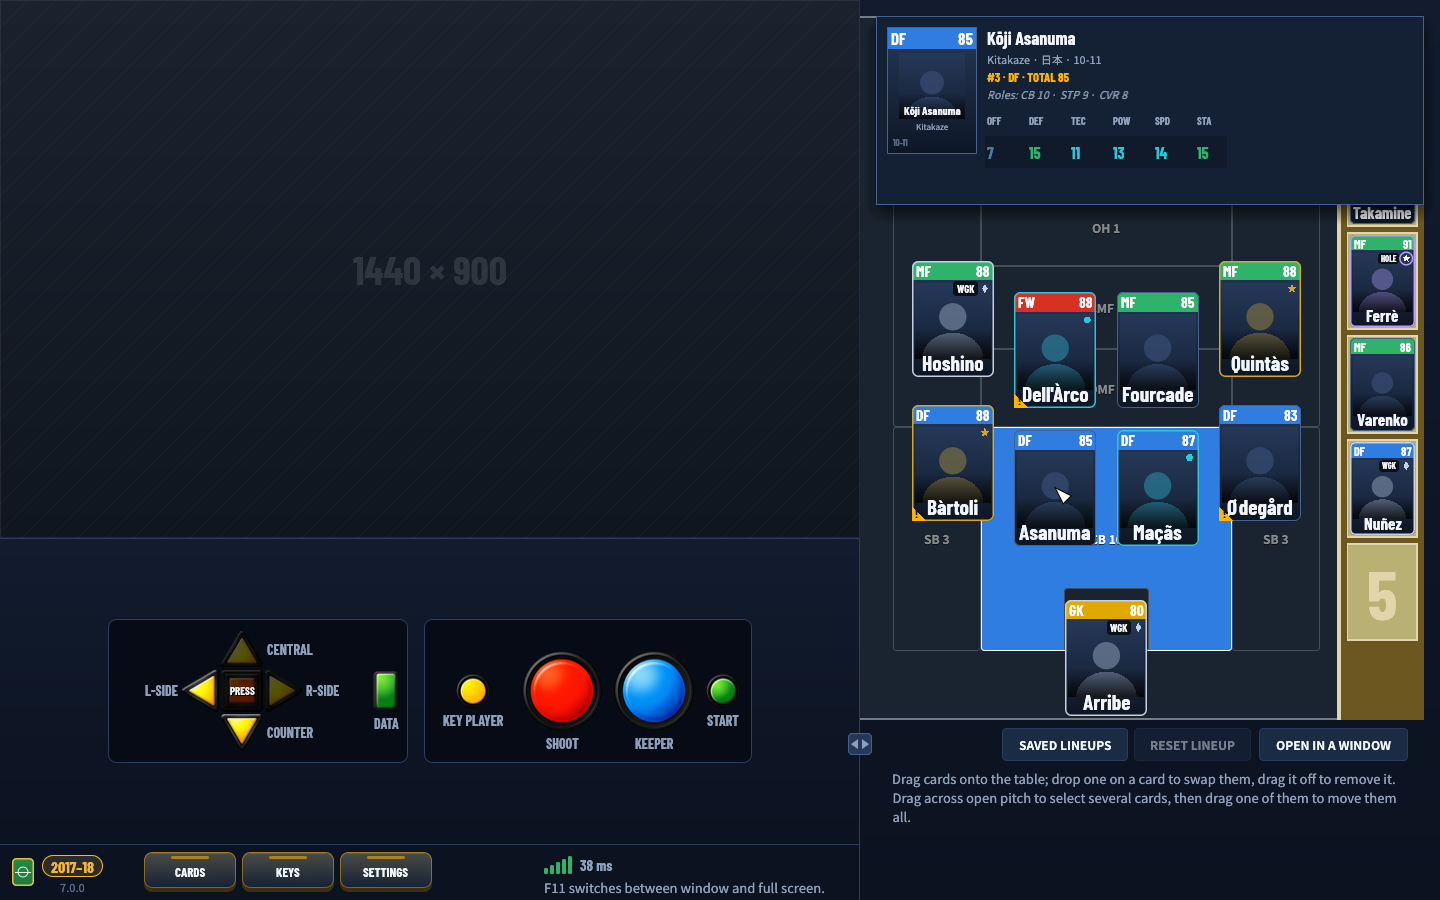 1440 × 900
DF 85
Kōji Asanuma
Kitakaze
10-11
Kōji Asanuma
Kitakaze · 日本 · 10-11
#3 · DF · TOTAL 85
Roles: CB 10 · STP 9 · CVR 8
OFF DEF TEC POW SPD STA
7 15 11 13 14 15
OH 1
MF 88
WGK
Hoshino
FW 88
Dell'Àrco
MF
MF 85
Fourcade
MF
MF 88
Quintàs
DF 88
Bàrtoli
DF 85
Asanuma
DF 87
Maçãs
DF 83
Ødegård
SB 3
CB 10
SB 3
GK 80
WGK
Arribe
Takamine
MF 91
HOLE
Ferrè
MF 86
Varenko
DF 87
WGK
Nuñez
5
CENTRAL
L-SIDE
PRESS
R-SIDE
COUNTER
DATA
KEY PLAYER
SHOOT
KEEPER
START
SAVED LINEUPS
RESET LINEUP
OPEN IN A WINDOW
Drag cards onto the table; drop one on a card to swap them, drag it off to remove it.
Drag across open pitch to select several cards, then drag one of them to move them
all.
2017-18
7.0.0
CARDS
KEYS
SETTINGS
38 ms
F11 switches between window and full screen.